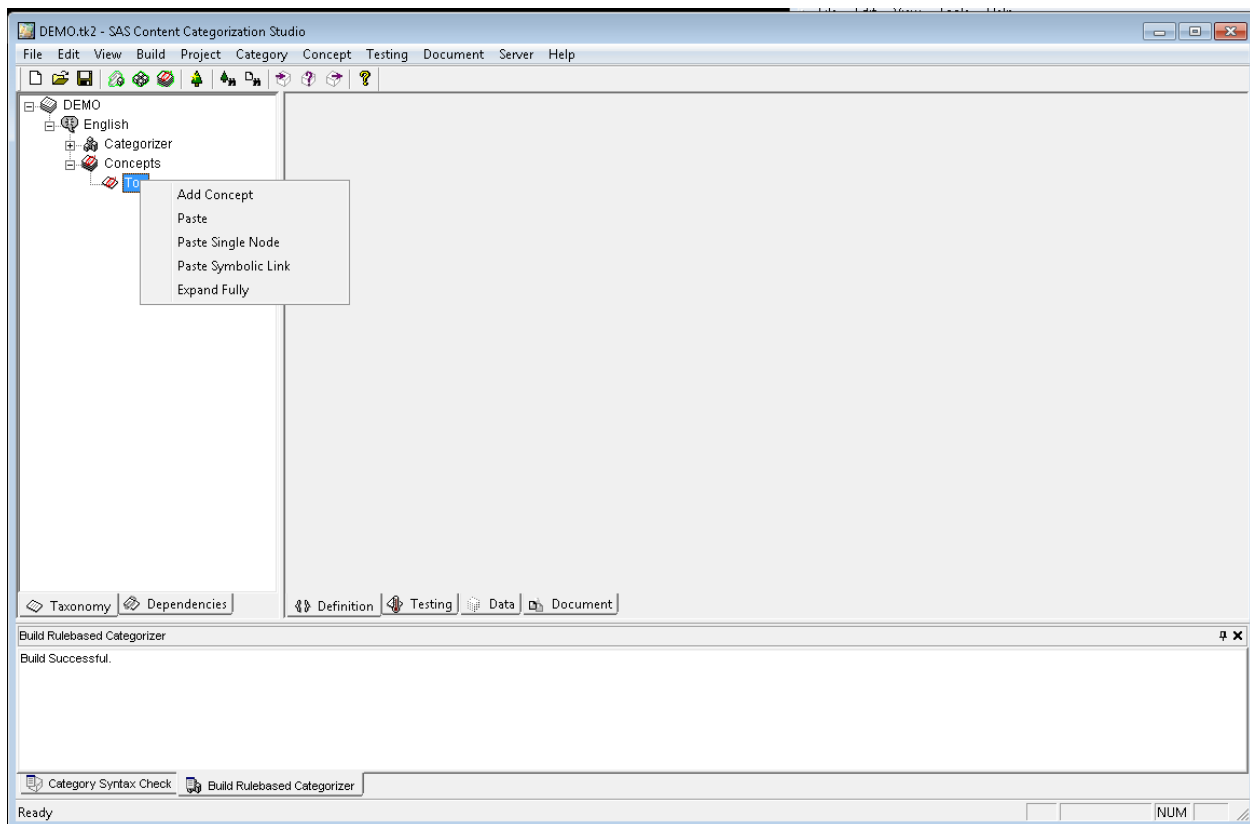 DEMO.tk2 - SAS Content Categorization Studio
File Edit View Build Project Category Concept Testing Document Server Help
DEMO
English
Categorizer
Concepts
Add Concept
Paste
Paste Single Node
Paste Symbolic Link
Expand Fully
Taxonomy Dependencies Definition Testing Data Document
Build Rulebased Categorizer
Build Successful.
Category Syntax Check Build Rulebased Categorizer
Ready NUM